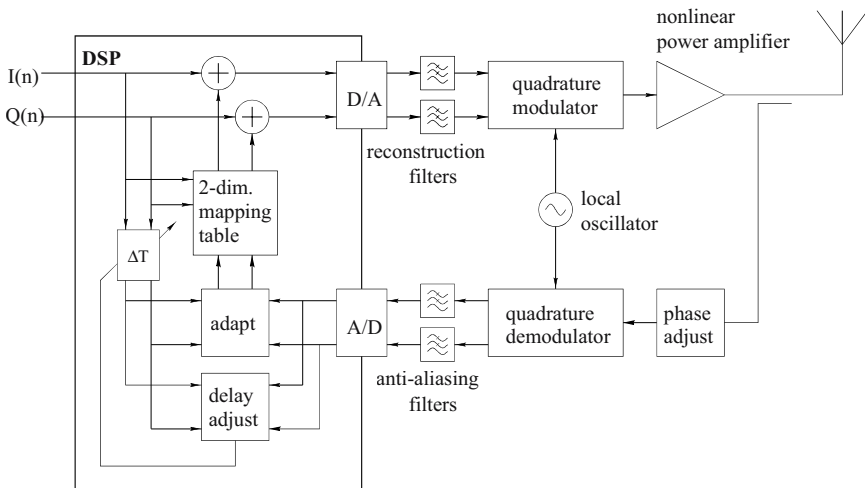 nonlinear
power amplifier
DSP
I(n)
Q(n)
D/A
quadrature
modulator
reconstruction
filters
2-dim.
mapping
table
local
oscillator
ΔT
adapt
A/D
quadrature
demodulator
phase
adjust
anti-aliasing
filters
delay
adjust